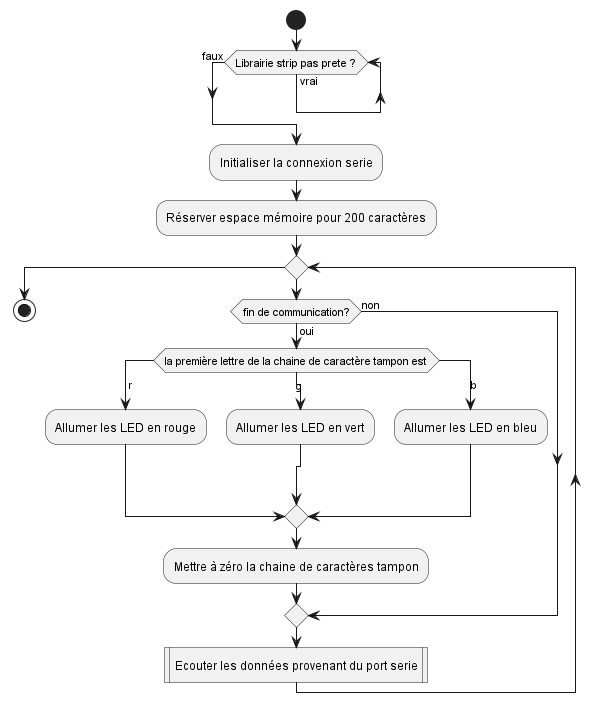 faux
Librairie strip pas prete ?
vrai
Initialiser la connexion serie
Réserver espace mémoire pour 200 caractères
fin de communication?
non
oui
la première lettre de la chaine de caractère tampon est
r
g
b
Allumer les LED en rouge
Allumer les LED en vert
Allumer les LED en bleu
Mettre à zéro la chaine de caractères tampon
Ecouter les données provenant du port serie